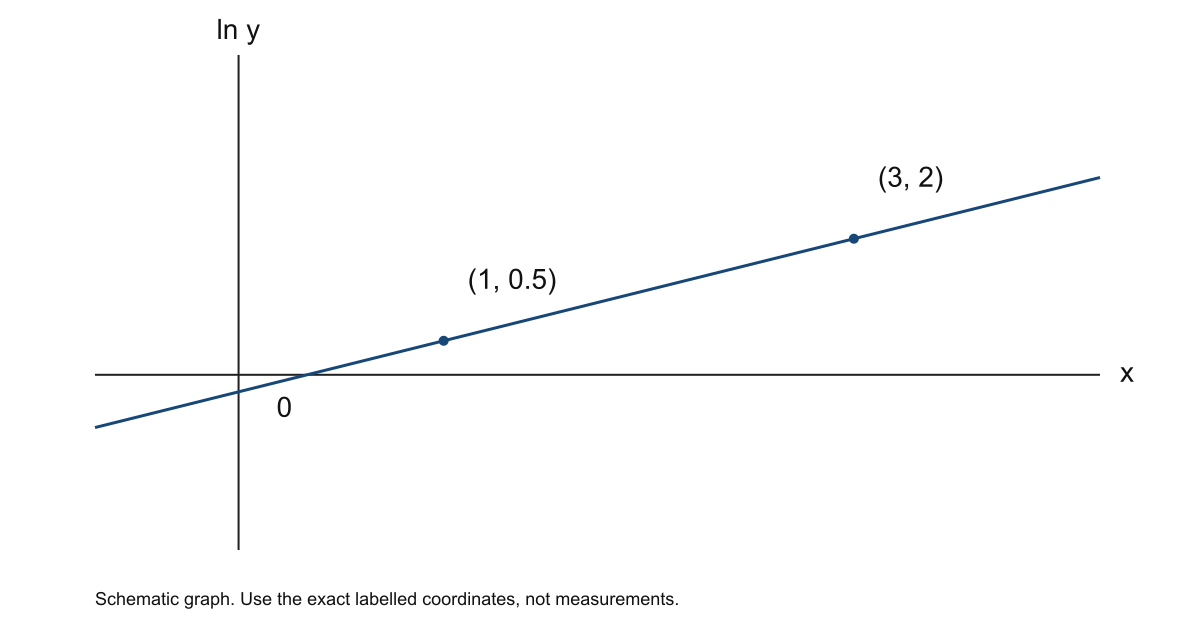 ln y
(3, 2)
(1, 0.5)
x
0
Schematic graph. Use the exact labelled coordinates, not measurements.